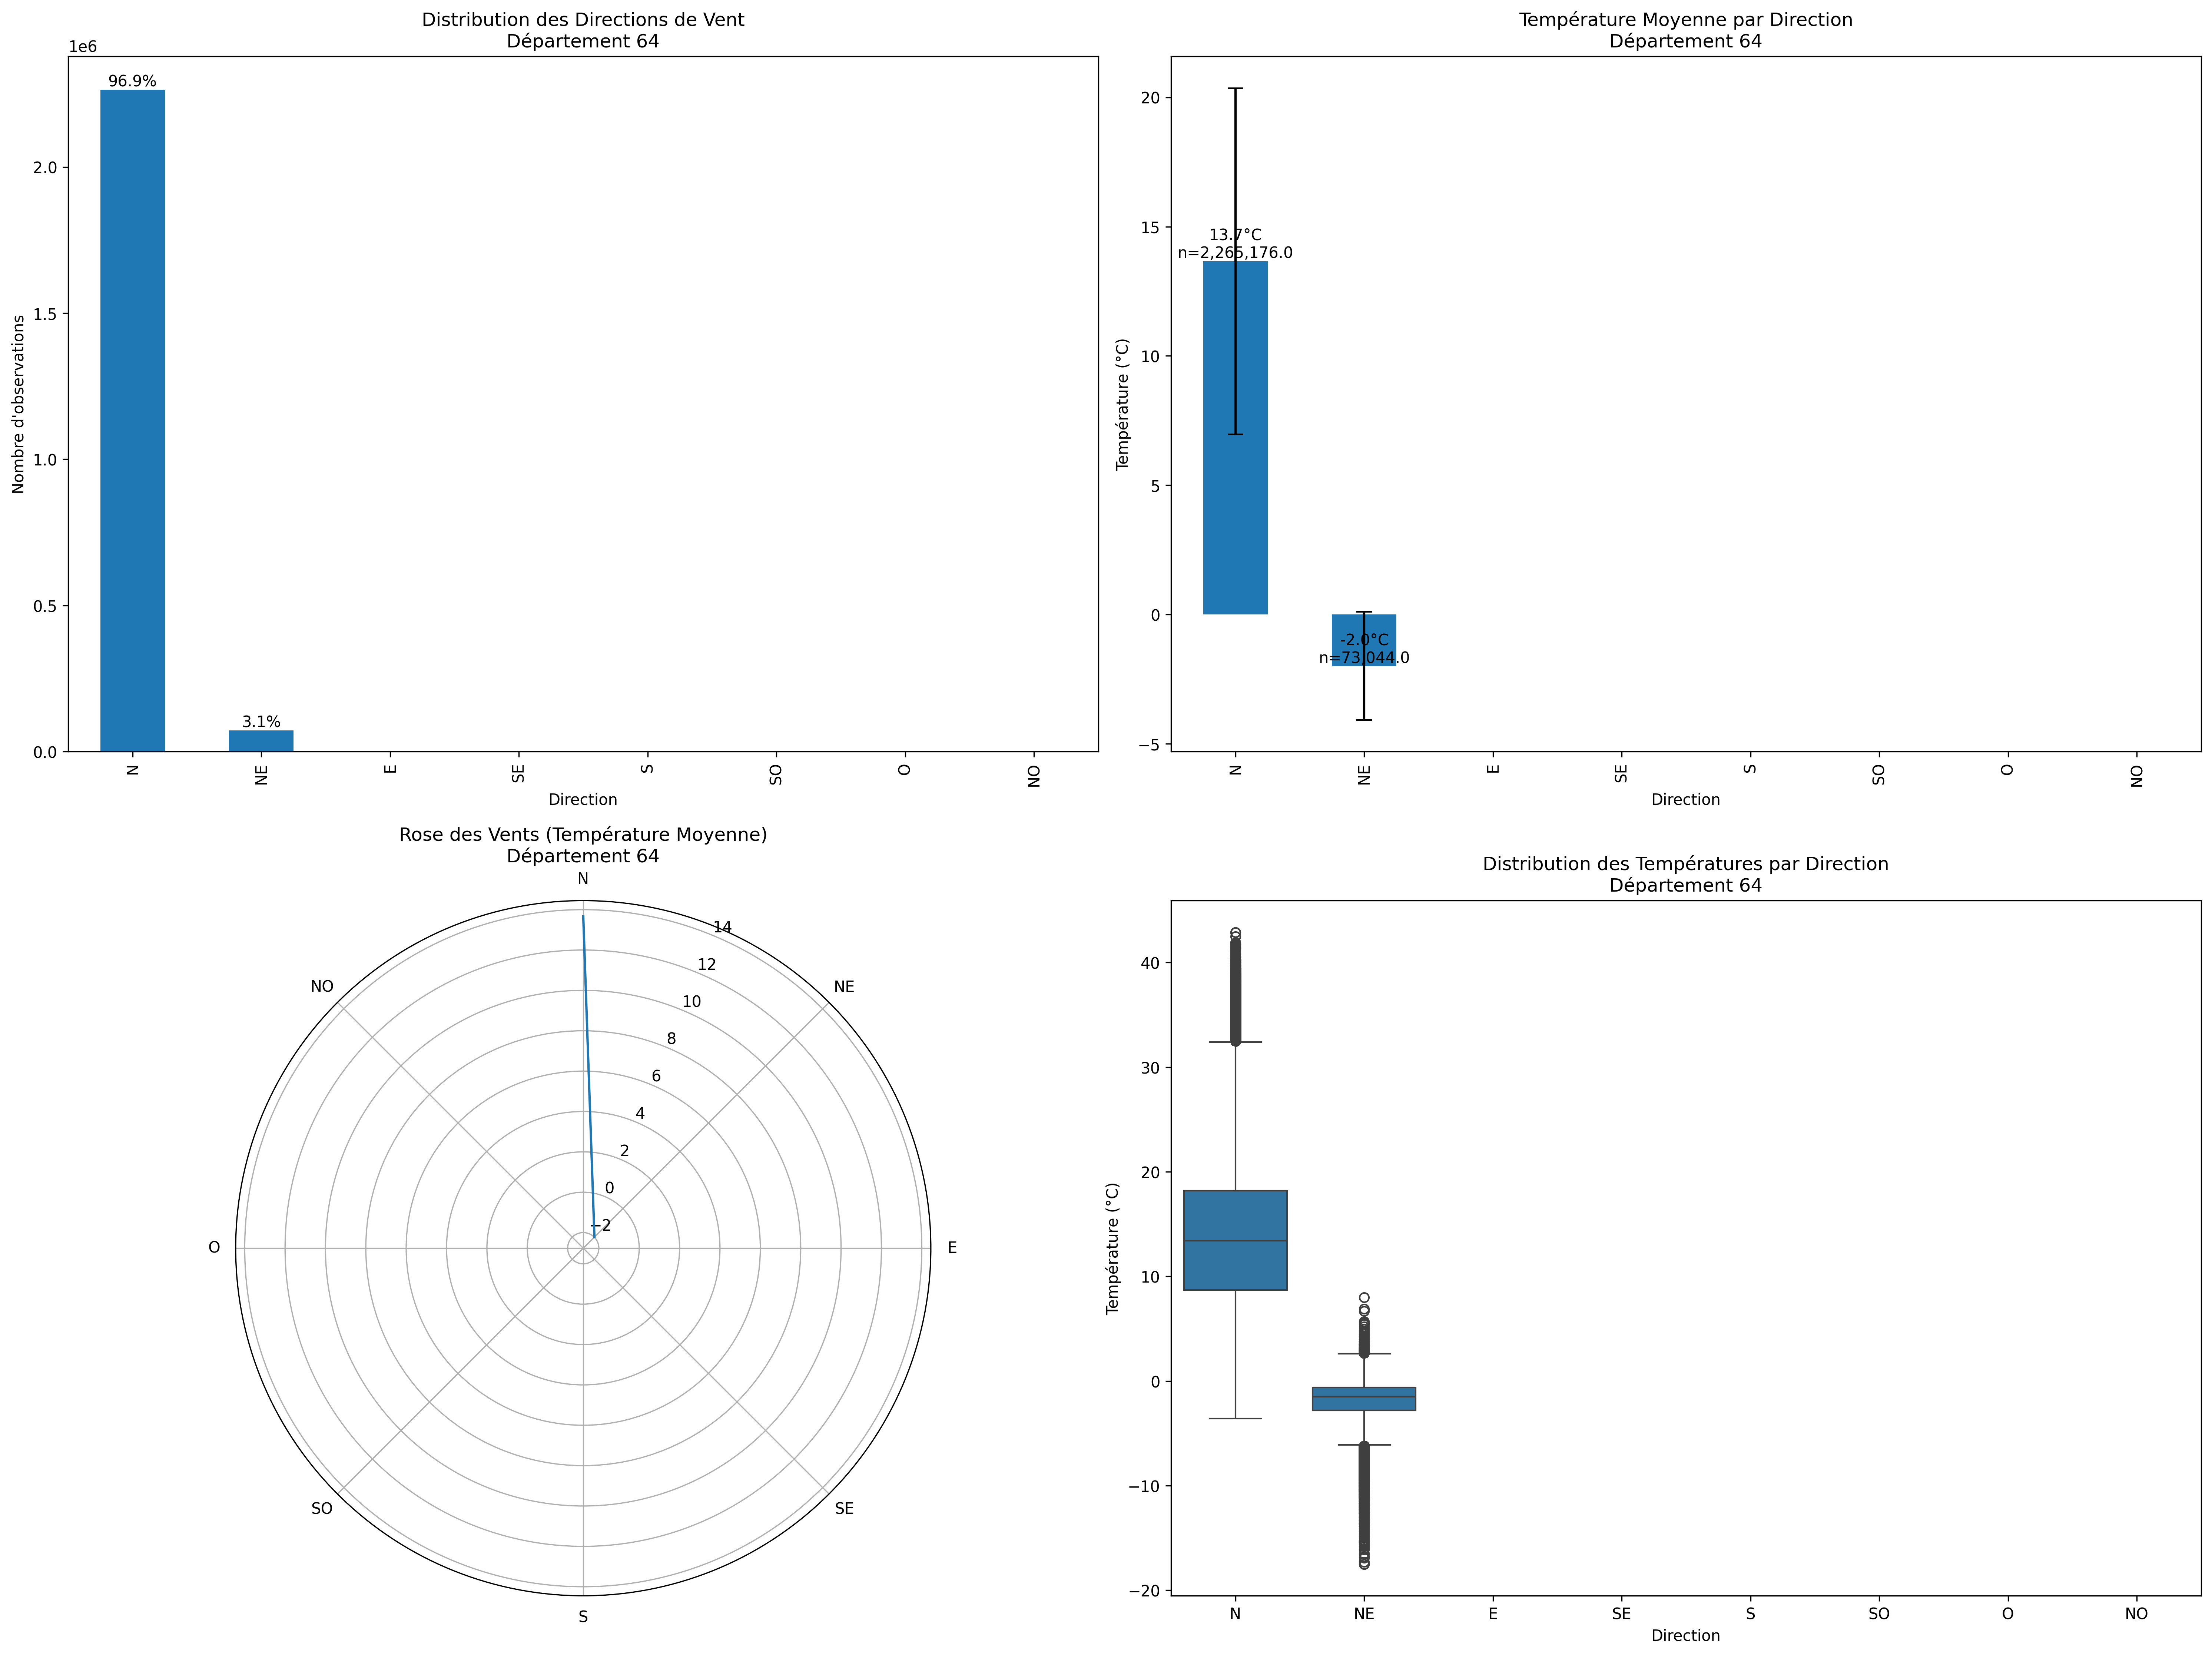 Distribution des Directions de Vent
Département 64
1e6
96.9%
3.1%
2.0
1.5
1.0
0.5
0.0
Nombre d'observations
N
NE
E
SE
S
SO
O
NO
Direction
Température Moyenne par Direction
Département 64
20
15
10
5
0
−5
Température (°C)
13.7°C
n=2,265,176.0
-2.0°C
n=73,044.0
N
NE
E
SE
S
SO
O
NO
Direction
Rose des Vents (Température Moyenne)
Département 64
N
NO
NE
14
12
10
8
6
4
2
0
−2
O
E
SO
SE
S
Distribution des Températures par Direction
Département 64
40
30
20
10
0
−10
−20
Température (°C)
N
NE
E
SE
S
SO
O
NO
Direction